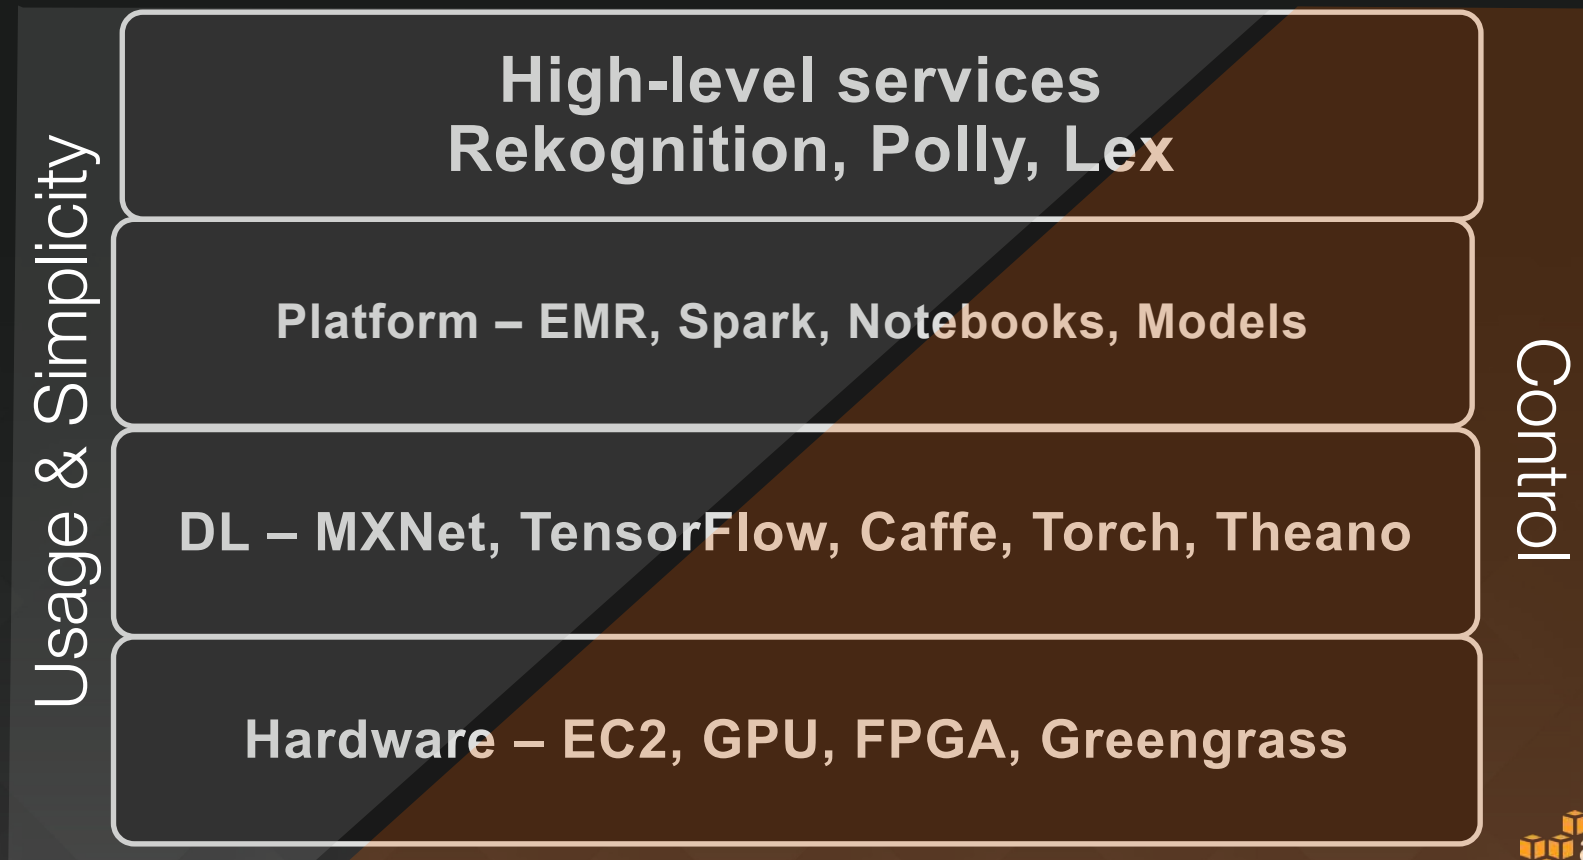 Usage & Simplicity
High-level services
Rekognition, Polly, Lex
Platform – EMR, Spark, Notebooks, Models
DL – MXNet, TensorFlow, Caffe, Torch, Theano
Hardware – EC2, GPU, FPGA, Greengrass
Control